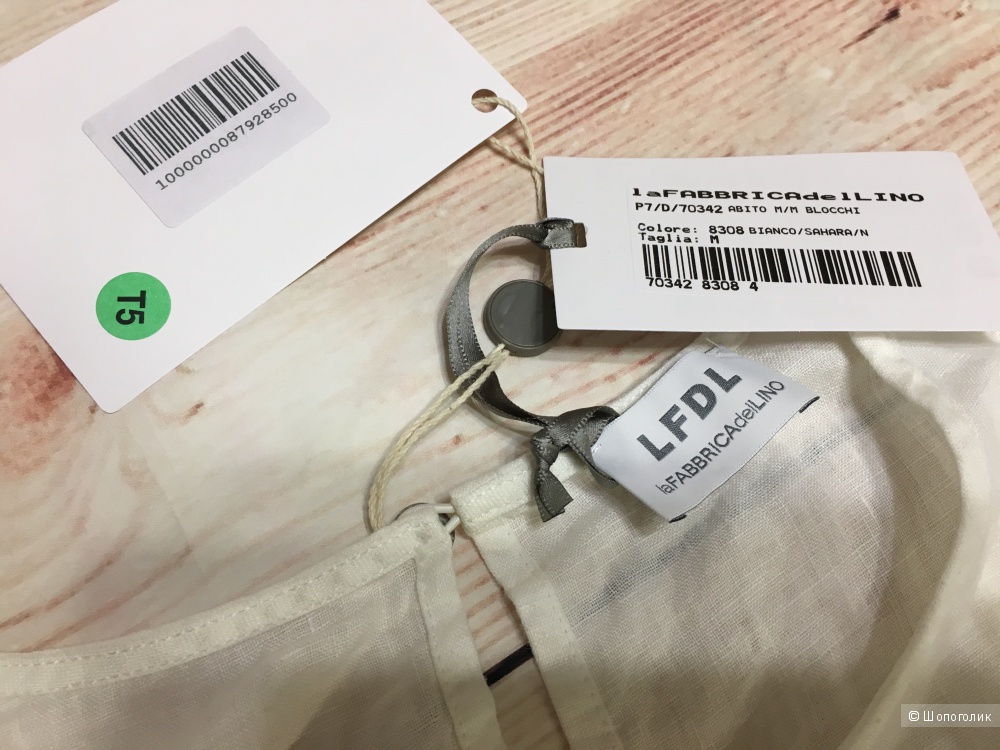 1000000087928500
T5
laFABBRICAdelLINO
P7/D/70342 ABITO M/M BLOCCHI
Colore: 8308 BIANCO/SAHARA/N
Taglia: M
70342 8308 4
LFDL
laFABBRICAdelLINO
© Шопоголик